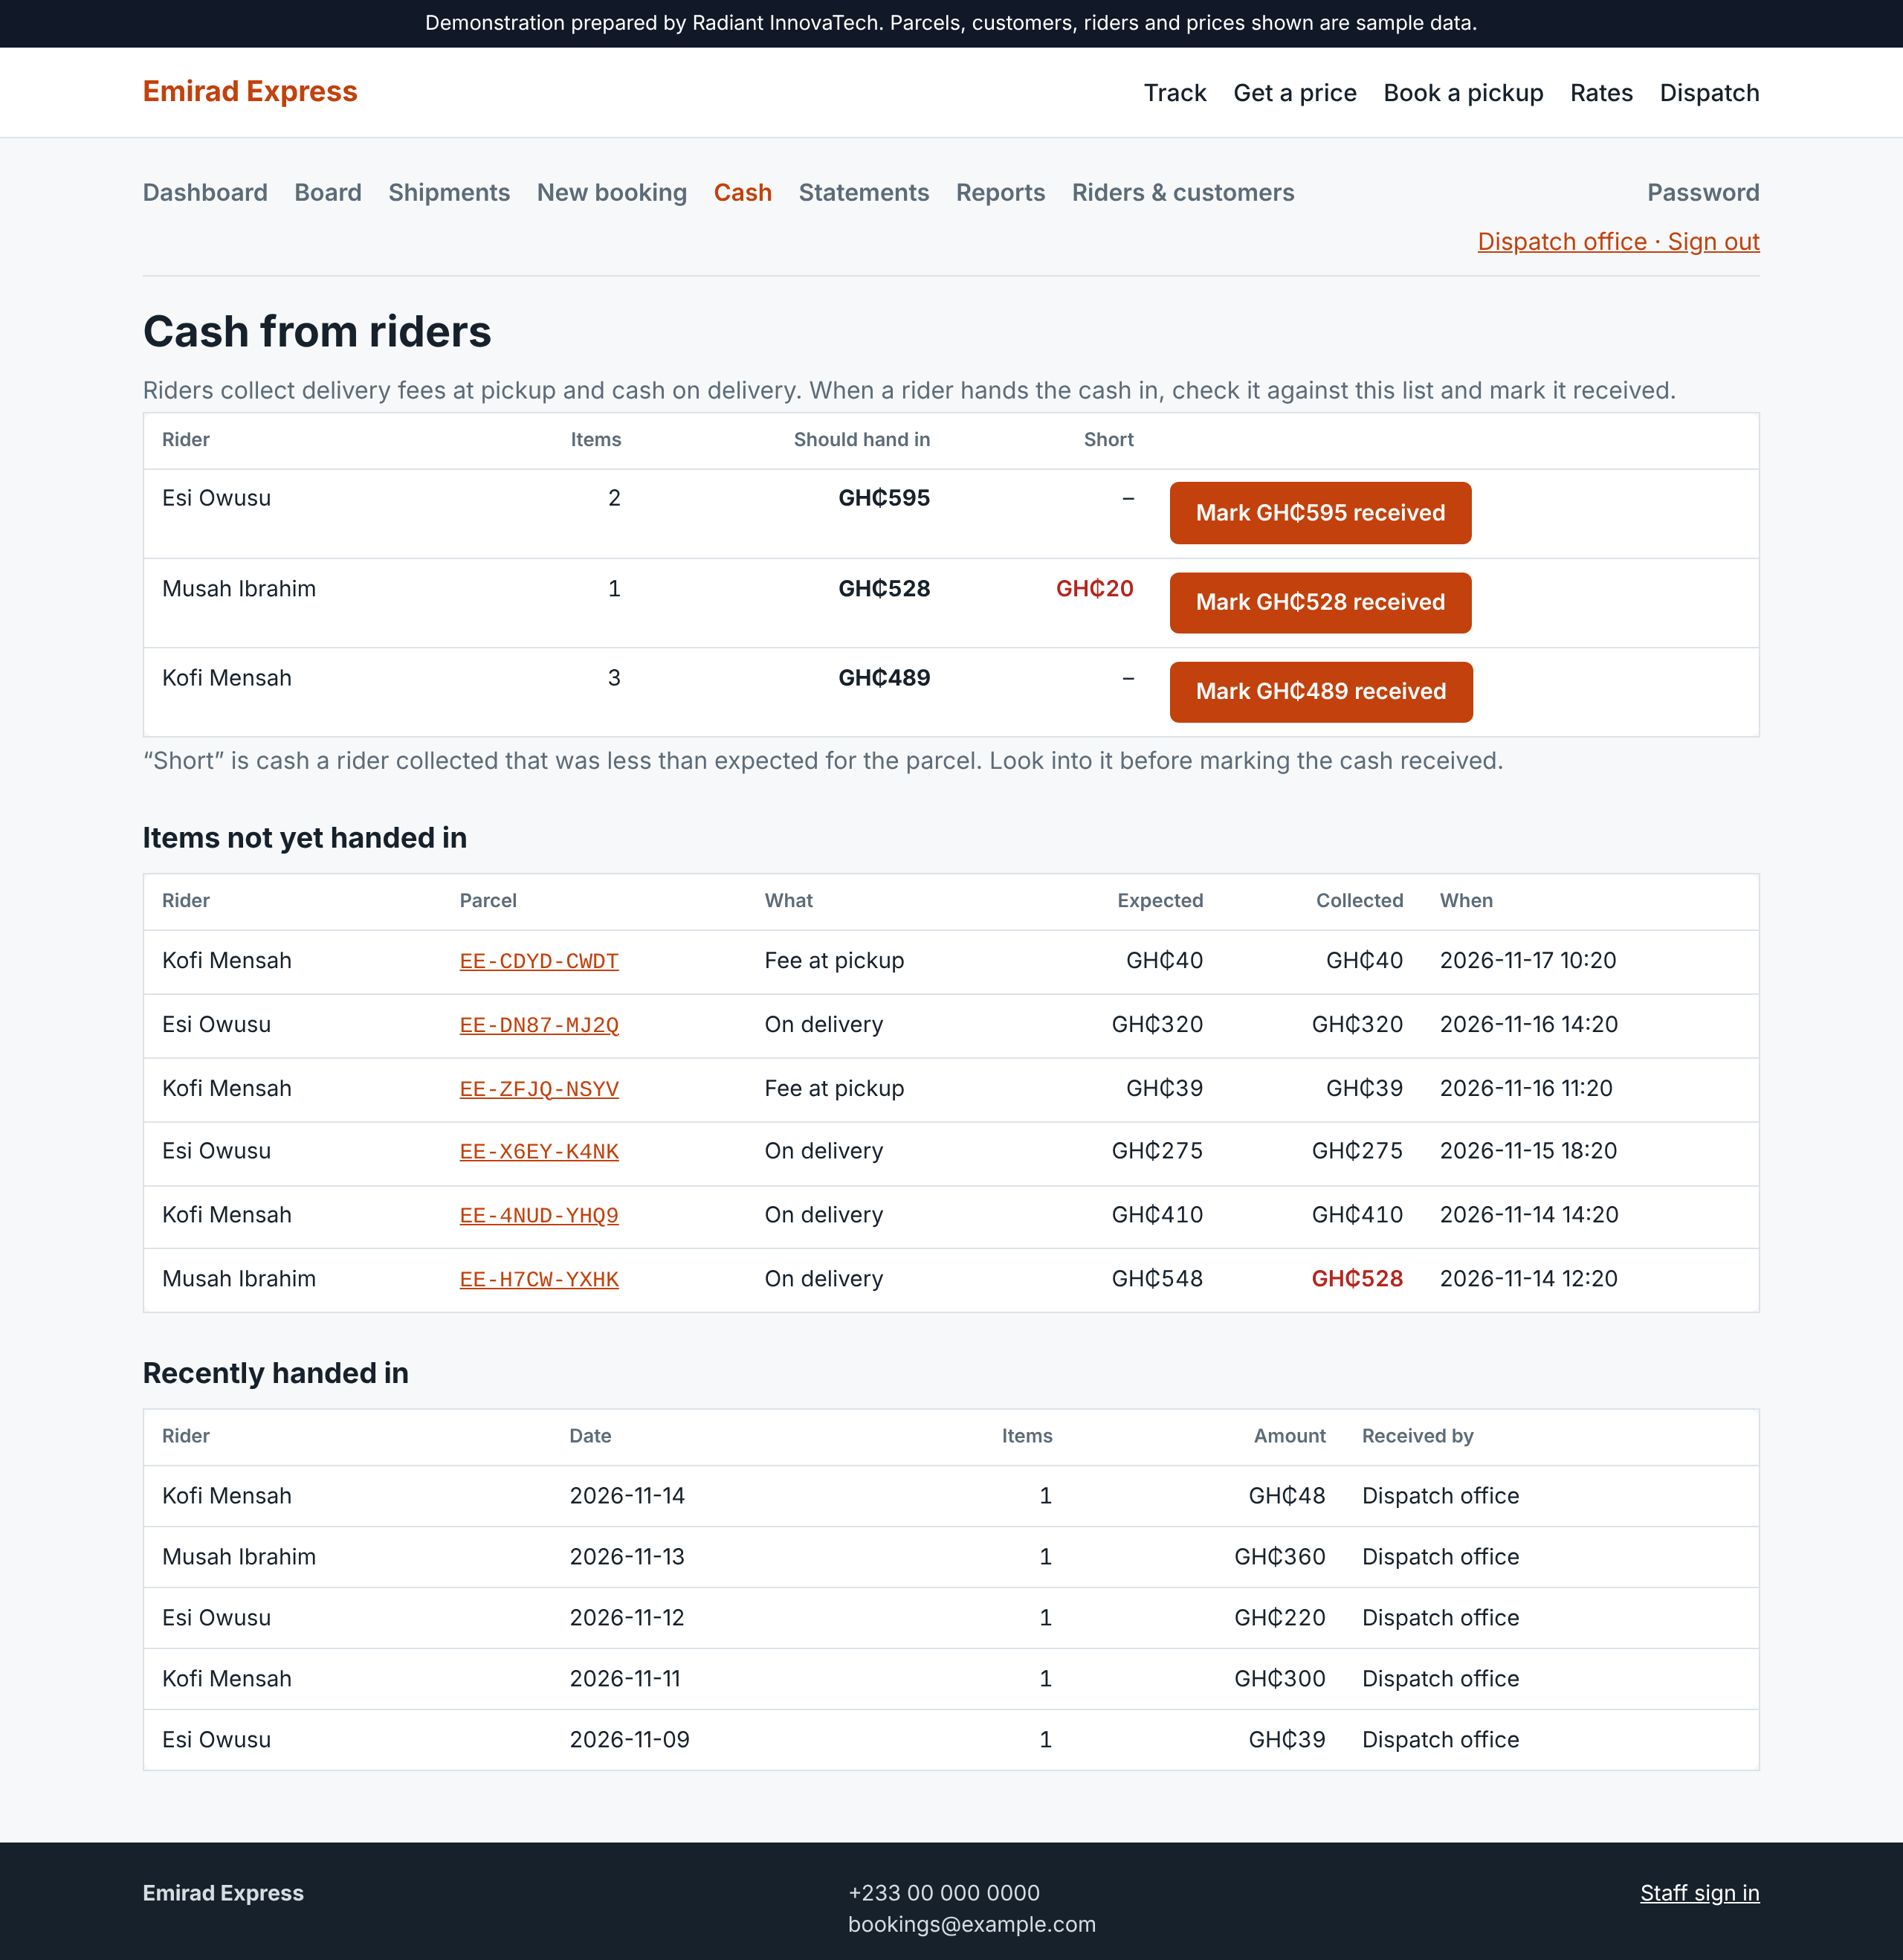 Demonstration prepared by Radiant InnovaTech. Parcels, customers, riders and prices shown are sample data.
Emirad Express
Track Get a price Book a pickup Rates Dispatch
Dashboard Board Shipments New booking Cash Statements Reports Riders & customers Password
Dispatch office · Sign out
Cash from riders
Riders collect delivery fees at pickup and cash on delivery. When a rider hands the cash in, check it against this list and mark it received.
Rider Items Should hand in Short
Esi Owusu 2 GH₵595 – Mark GH₵595 received
Musah Ibrahim 1 GH₵528 GH₵20 Mark GH₵528 received
Kofi Mensah 3 GH₵489 – Mark GH₵489 received
“Short” is cash a rider collected that was less than expected for the parcel. Look into it before marking the cash received.
Items not yet handed in
Rider Parcel What Expected Collected When
Kofi Mensah EE-CDYD-CWDT Fee at pickup GH₵40 GH₵40 2026-11-17 10:20
Esi Owusu EE-DN87-MJ2Q On delivery GH₵320 GH₵320 2026-11-16 14:20
Kofi Mensah EE-ZFJQ-NSYV Fee at pickup GH₵39 GH₵39 2026-11-16 11:20
Esi Owusu EE-X6EY-K4NK On delivery GH₵275 GH₵275 2026-11-15 18:20
Kofi Mensah EE-4NUD-YHQ9 On delivery GH₵410 GH₵410 2026-11-14 14:20
Musah Ibrahim EE-H7CW-YXHK On delivery GH₵548 GH₵528 2026-11-14 12:20
Recently handed in
Rider Date Items Amount Received by
Kofi Mensah 2026-11-14 1 GH₵48 Dispatch office
Musah Ibrahim 2026-11-13 1 GH₵360 Dispatch office
Esi Owusu 2026-11-12 1 GH₵220 Dispatch office
Kofi Mensah 2026-11-11 1 GH₵300 Dispatch office
Esi Owusu 2026-11-09 1 GH₵39 Dispatch office
Emirad Express +233 00 000 0000 Staff sign in
bookings@example.com